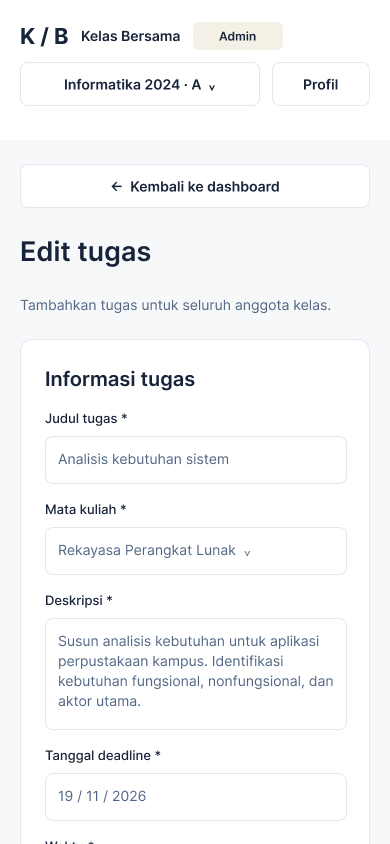 K / B Kelas Bersama Admin
Informatika 2024 · A Profil
← Kembali ke dashboard
Edit tugas
Tambahkan tugas untuk seluruh anggota kelas.
Informasi tugas
Judul tugas *
Analisis kebutuhan sistem
Mata kuliah *
Rekayasa Perangkat Lunak
Deskripsi *
Susun analisis kebutuhan untuk aplikasi
perpustakaan kampus. Identifikasi
kebutuhan fungsional, nonfungsional, dan
aktor utama.
Tanggal deadline *
19 / 11 / 2026